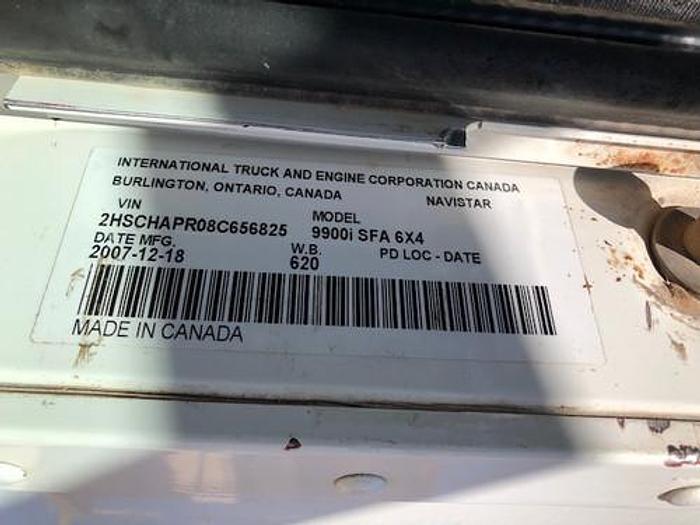 INTERNATIONAL TRUCK AND ENGINE CORPORATION CANADA
BURLINGTON, ONTARIO, CANADA NAVISTAR
VIN MODEL
2HSCHAPR08C656825 9900i SFA 6X4
DATE MFG. W.B. PD LOC - DATE
2007-12-18 620
MADE IN CANADA